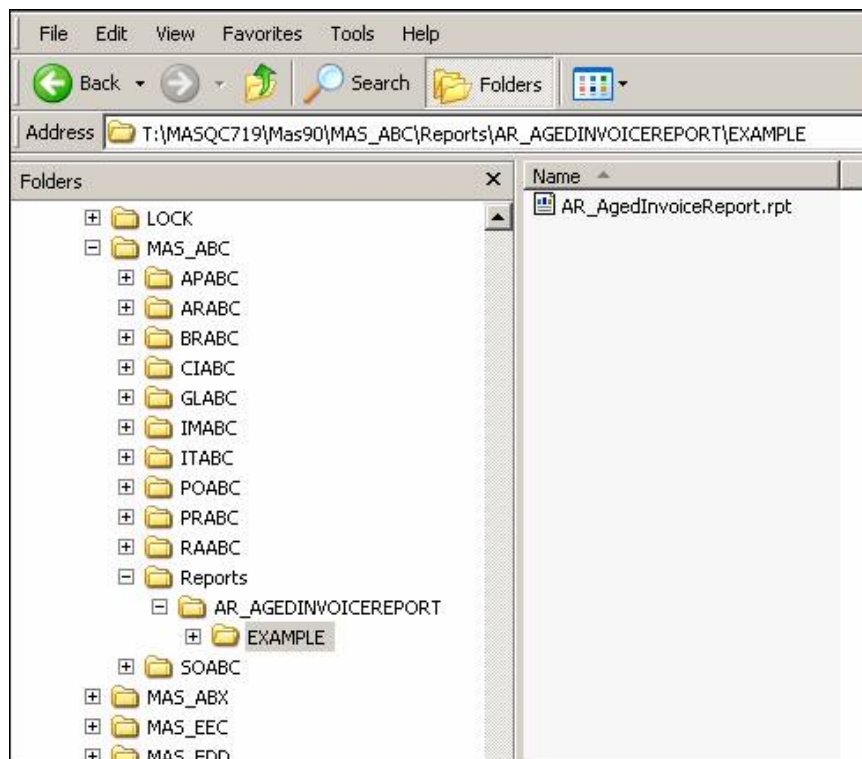 File Edit View Favorites Tools Help
Back Search Folders
Address T:\MASQC719\Mas90\MAS_ABC\Reports\AR_AGEDINVOICEREPORT\EXAMPLE
Folders
Name
LOCK
AR_AgedInvoiceReport.rpt
MAS_ABC
APABC
ARABC
BRABC
CIABC
GLABC
IMABC
ITABC
POABC
PRABC
RAABC
Reports
AR_AGEDINVOICEREPORT
EXAMPLE
SOABC
MAS_ABX
MAS_EEC